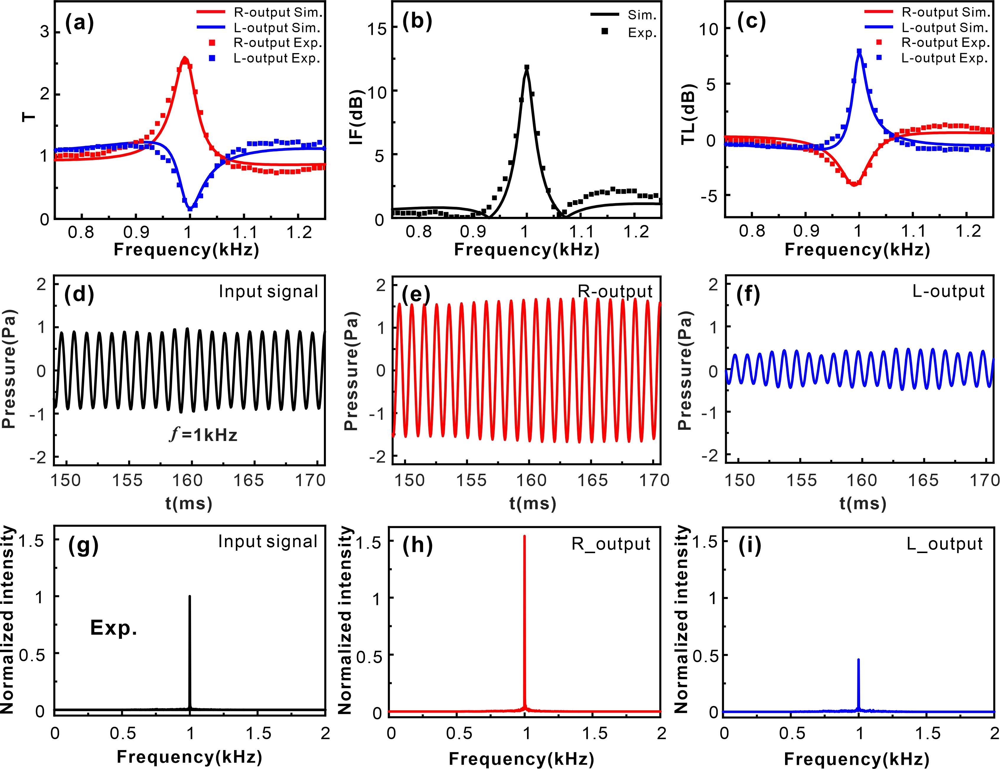 (a)
R-output Sim.
L-output Sim.
R-output Exp.
L-output Exp.
3
2
1
0
T
0.8 0.9 1 1.1 1.2
Frequency(kHz)
(b)
Sim.
Exp.
15
10
5
0
IF(dB)
0.8 0.9 1 1.1 1.2
Frequency(kHz)
(c)
R-output Sim.
L-output Sim.
R-output Exp.
L-output Exp.
10
5
0
-5
TL(dB)
0.8 0.9 1 1.1 1.2
Frequency(kHz)
(d)
Input signal
2
1
0
-1
-2
Pressure(Pa)
f=1kHz
150 155 160 165 170
t(ms)
(e)
R-output
2
1
0
-1
-2
Pressure(Pa)
150 155 160 165 170
t(ms)
(f)
L-output
2
1
0
-1
-2
Pressure(Pa)
150 155 160 165 170
t(ms)
(g)
Input signal
1.5
1
0.5
0
Normalized intensity
Exp.
0 0.5 1 1.5 2
Frequency(kHz)
(h)
R_output
1.5
1
0.5
0
Normalized intensity
0 0.5 1 1.5 2
Frequency(kHz)
(i)
L_output
1.5
1
0.5
0
Normalized intensity
0 0.5 1 1.5 2
Frequency(kHz)